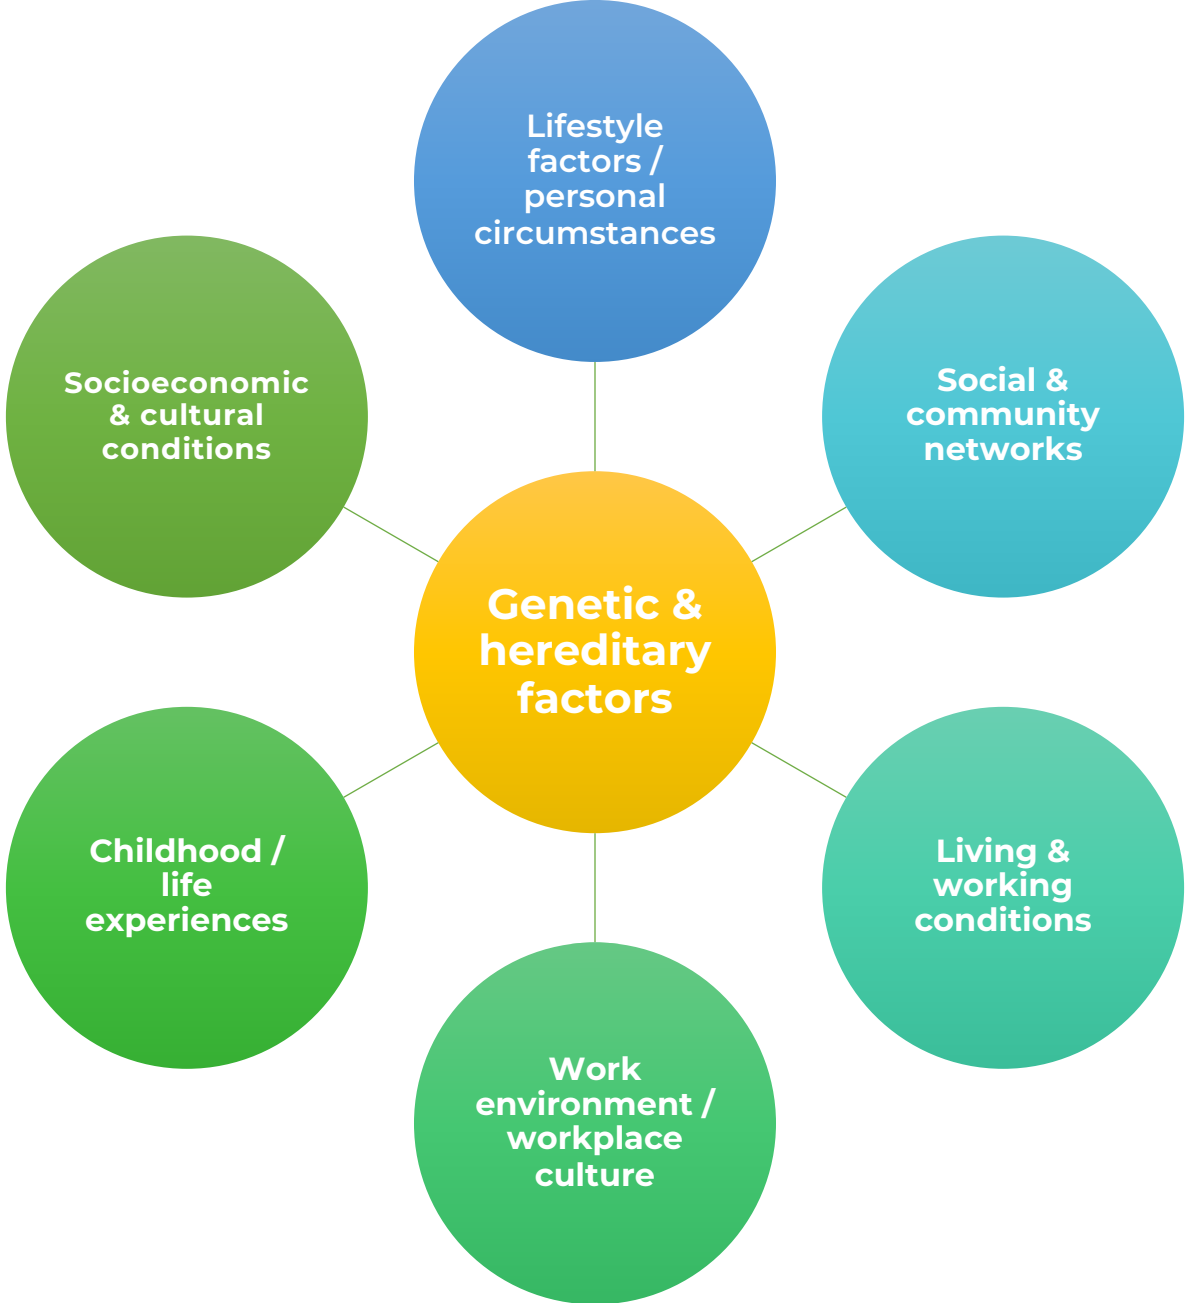 Lifestyle
factors /
personal
circumstances
Socioeconomic
& cultural
conditions
Social &
community
networks
Genetic &
hereditary
factors
Childhood /
life
experiences
Living &
working
conditions
Work
environment /
workplace
culture